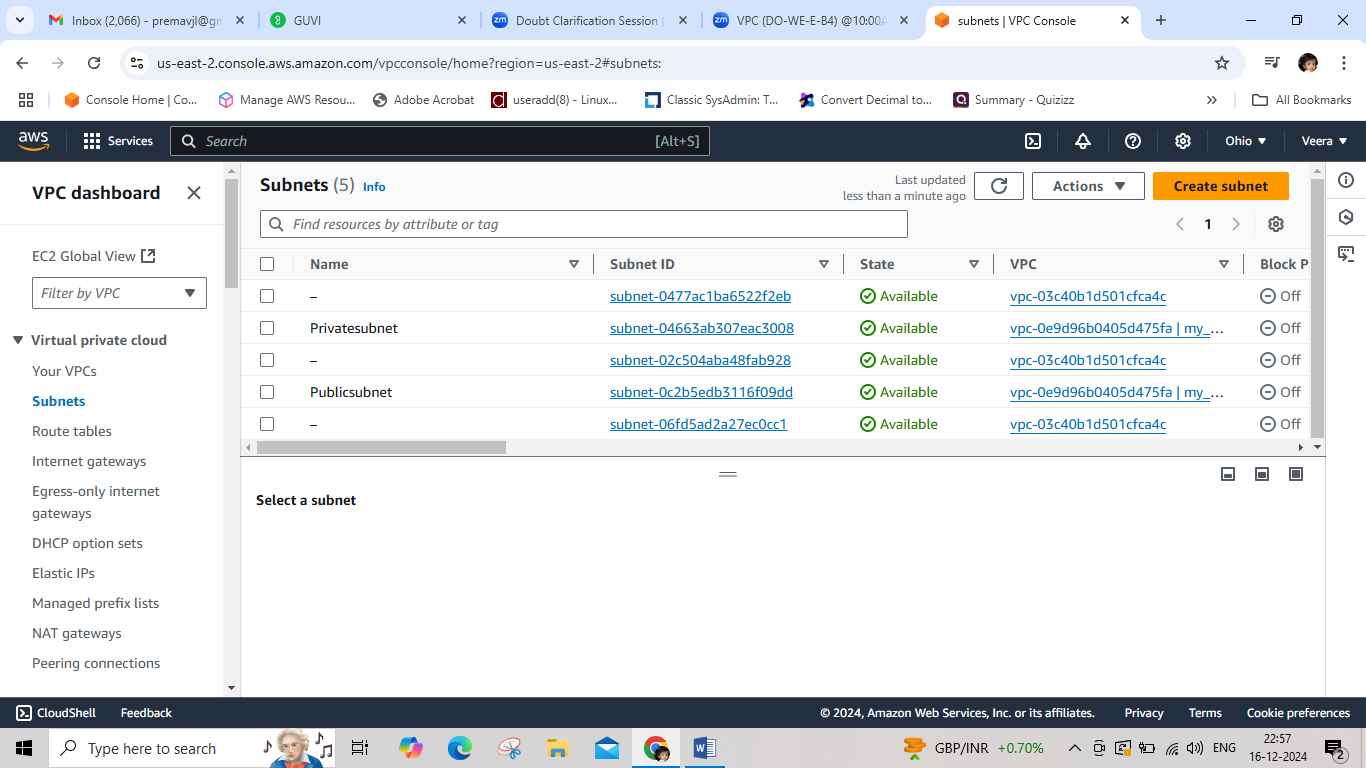 Inbox (2,066) - premavjl@gm
GUVI
Doubt Clarification Session (
VPC (DO-WE-E-B4) @10:00A
subnets | VPC Console
us-east-2.console.aws.amazon.com/vpcconsole/home?region=us-east-2#subnets:
Console Home | Co...
Manage AWS Resou...
Adobe Acrobat
useradd(8) - Linux...
Classic SysAdmin: T...
Convert Decimal to...
Summary - Quizizz
All Bookmarks
aws
Services
Search
[Alt+S]
Ohio
Veera
VPC dashboard
EC2 Global View
Filter by VPC
Virtual private cloud
Your VPCs
Subnets
Route tables
Internet gateways
Egress-only internet
gateways
DHCP option sets
Elastic IPs
Managed prefix lists
NAT gateways
Peering connections
Subnets (5) Info
Last updated
less than a minute ago
Actions
Create subnet
Find resources by attribute or tag
1
Name Subnet ID State VPC Block P
– subnet-0477ac1ba6522f2eb Available vpc-03c40b1d501cfca4c Off
Privatesubnet subnet-04663ab307eac3008 Available vpc-0e9d96b0405d475fa | my_... Off
– subnet-02c504aba48fab928 Available vpc-03c40b1d501cfca4c Off
Publicsubnet subnet-0c2b5edb3116f09dd Available vpc-0e9d96b0405d475fa | my_... Off
– subnet-06fd5ad2a27ec0cc1 Available vpc-03c40b1d501cfca4c Off
Select a subnet
CloudShell
Feedback
© 2024, Amazon Web Services, Inc. or its affiliates.
Privacy
Terms
Cookie preferences
Type here to search
GBP/INR +0.70%
ENG
22:57
16-12-2024
2